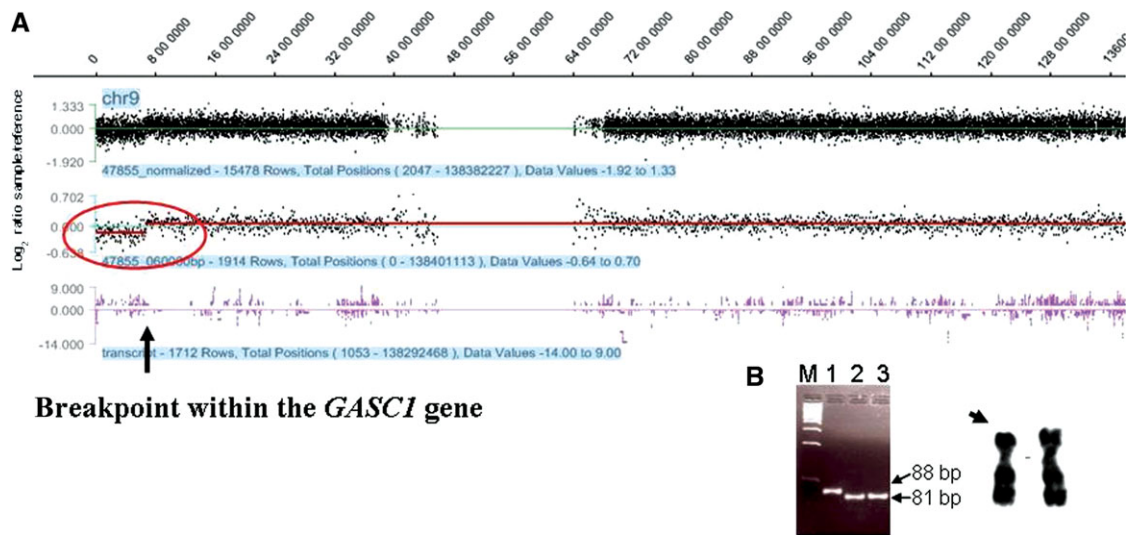 A
0
8 00 0000
16 00 0000
24 00 0000
32 00 0000
40 00 0000
48 00 0000
56 00 0000
64 00 0000
72 00 0000
80 00 0000
88 00 0000
96 00 0000
104 00 0000
112 00 0000
120 00 0000
128 00 0000
13600
Log2 ratio sample:reference
chr9
1.333
0.000
-1.920
47855_normalized - 15478 Rows, Total Positions ( 2047 - 138382227 ), Data Values -1.92 to 1.33
0.702
0.000
-0.638
47855_060000bp - 1914 Rows, Total Positions ( 0 - 138401113 ), Data Values -0.64 to 0.70
9.000
0.000
-14.000
transcript - 1712 Rows, Total Positions ( 1053 - 138292468 ), Data Values -14.00 to 9.00
Breakpoint within the GASC1 gene
B
M 1 2 3
88 bp
81 bp